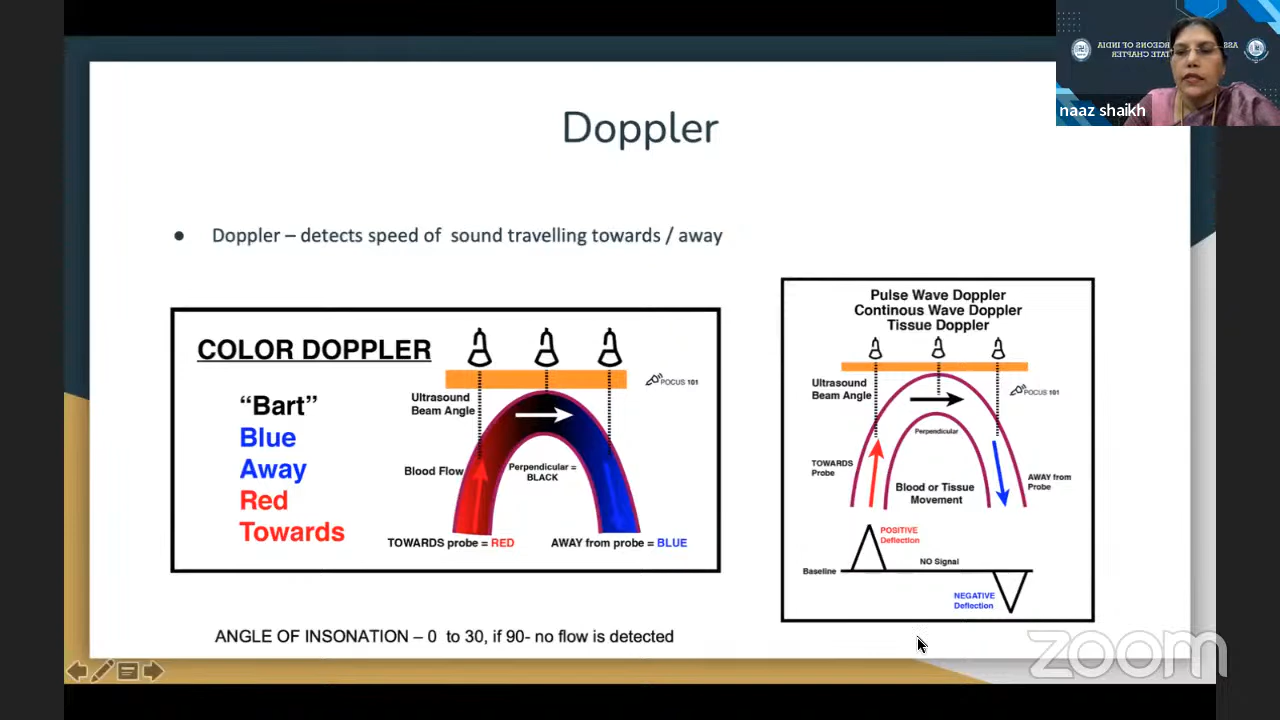 Doppler
● Doppler – detects speed of sound travelling towards / away
COLOR DOPPLER
“Bart”
Blue
Away
Red
Towards
Ultrasound
Beam Angle
POCUS 101
Blood Flow
Perpendicular =
BLACK
TOWARDS probe = RED
AWAY from probe = BLUE
Pulse Wave Doppler
Continous Wave Doppler
Tissue Doppler
Ultrasound
Beam Angle
POCUS 101
Perpendicular
TOWARDS
Probe
AWAY from
Probe
Blood or Tissue
Movement
POSITIVE
Deflection
Baseline
NO Signal
NEGATIVE
Deflection
ANGLE OF INSONATION – 0 to 30, if 90- no flow is detected
naaz shaikh
zoom